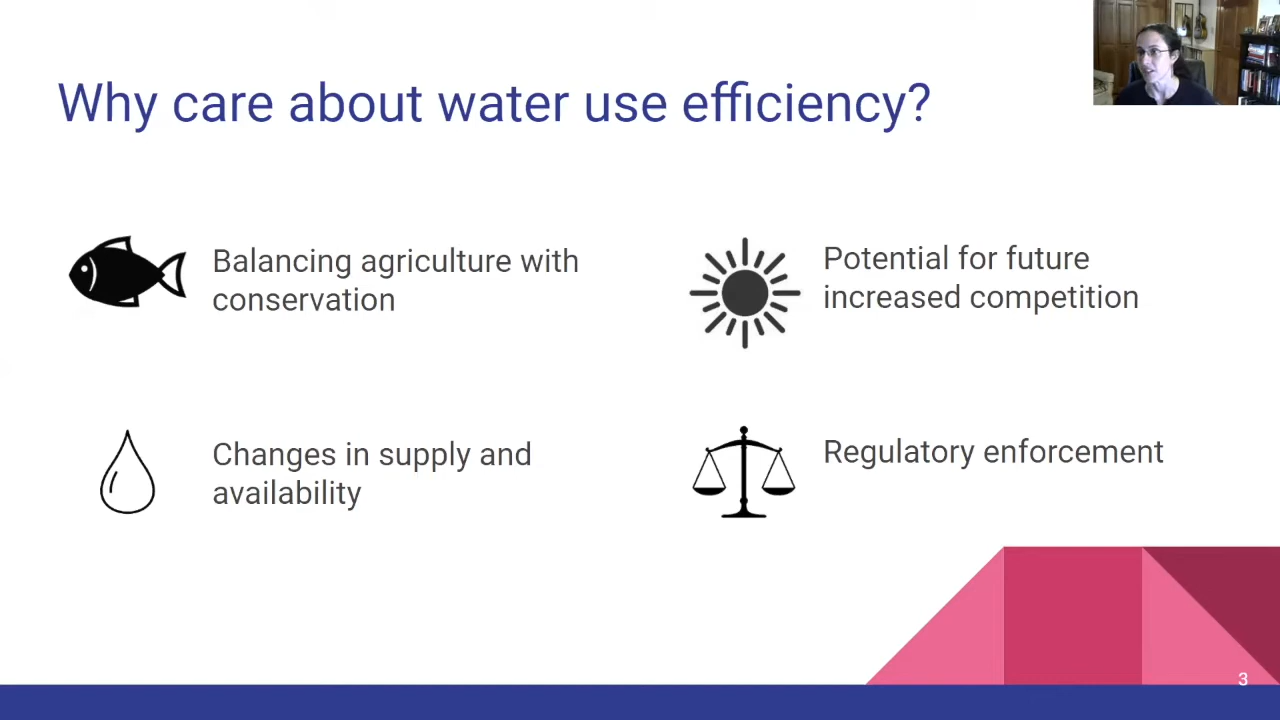 Why care about water use efficiency?
Balancing agriculture with
conservation
Potential for future
increased competition
Changes in supply and
availability
Regulatory enforcement
3